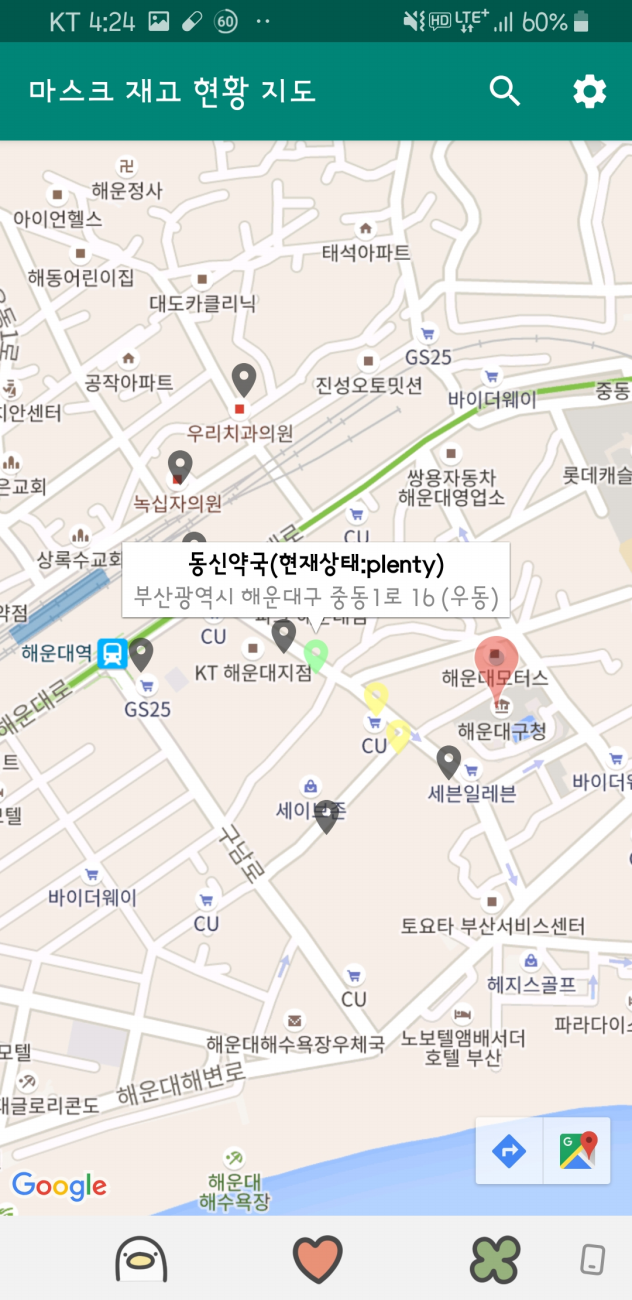 KT 4:24 60
HD LTE+ 60%
마스크 재고 현황 지도
해운정사
아이언헬스
태석아파트
해동어린이집
대도카클리닉
GS25
공작아파트
진성오토밋션
바이더웨이
중동
치안센터
우리치과의원
쌍용자동차
해운대영업소
롯데캐슬
은교회
녹십자의원
CU
상록수교회
동신약국(현재상태:plenty)
부산광역시 해운대구 중동1로 16 (우동)
약점
CU
해운대역
KT 해운대지점
해운대모터스
해운대로
GS25
해운대구청
CU
바이더웨
세븐일레븐
세이브존
구남로
바이더웨이
CU
토요타 부산서비스센터
헤지스골프
CU
파라다이스
해운대해수욕장우체국
노보텔앰배서더
호텔 부산
모텔
해운대해변로
대글로리콘도
Google
해운대
해수욕장